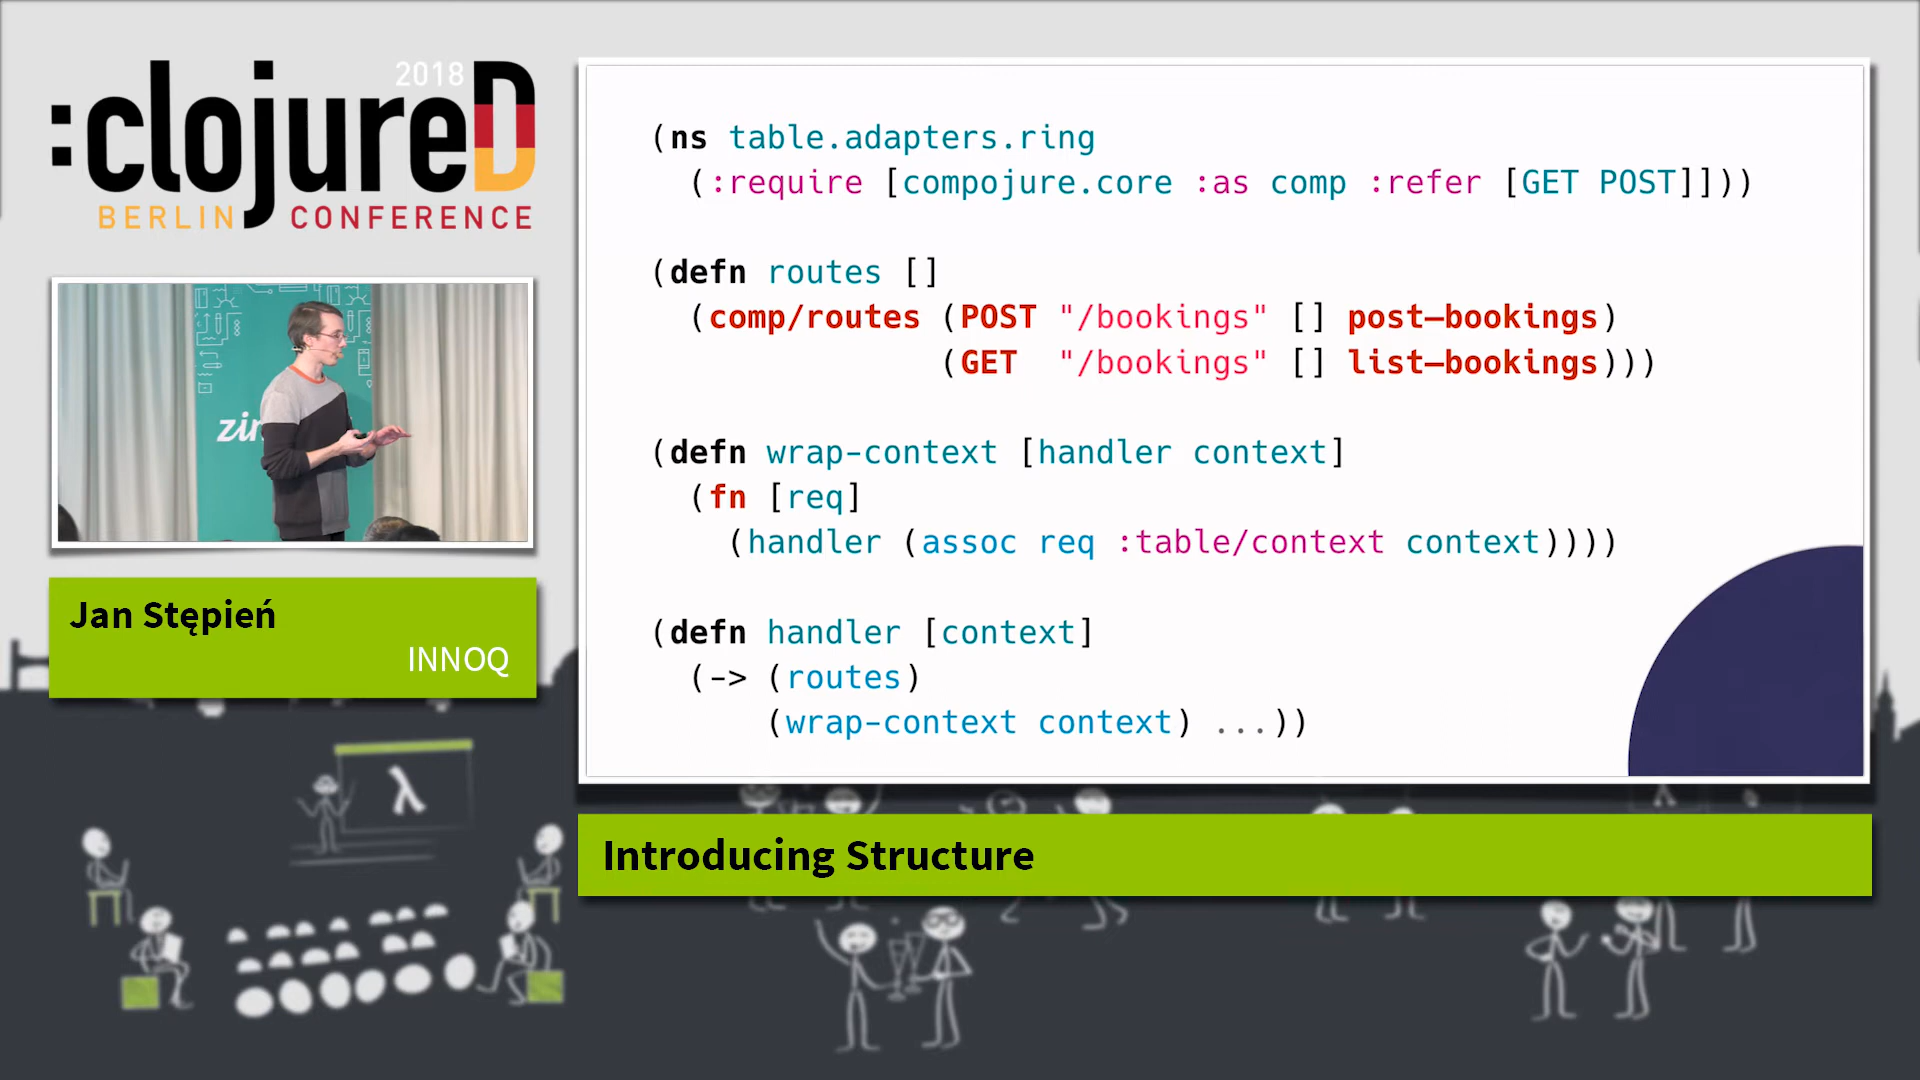 2018
:clojureD
BERLIN CONFERENCE
Jan Stępień
INNOQ
(ns table.adapters.ring
  (:require [compojure.core :as comp :refer [GET POST]]))
(defn routes []
  (comp/routes (POST "/bookings" [] post-bookings)
               (GET  "/bookings" [] list-bookings)))
(defn wrap-context [handler context]
  (fn [req]
    (handler (assoc req :table/context context))))
(defn handler [context]
  (-> (routes)
      (wrap-context context) ...))
Introducing Structure
λ